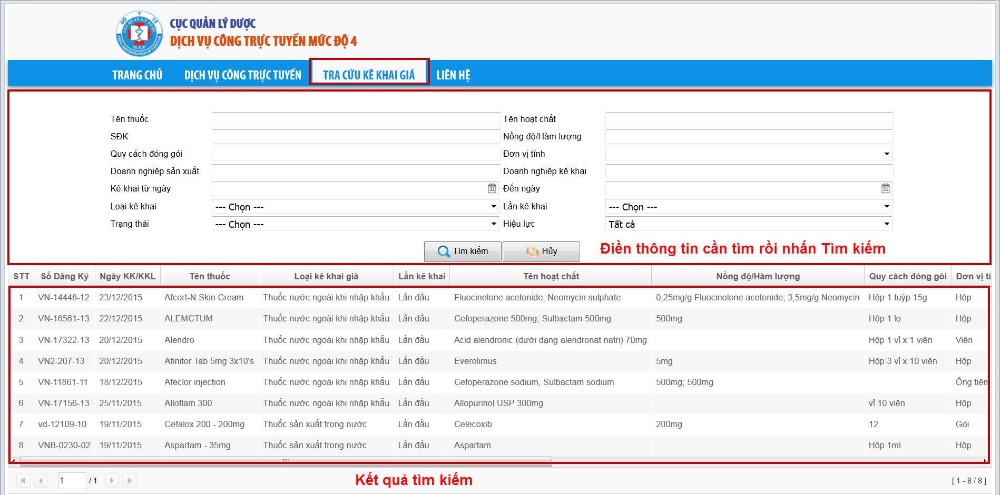 BỘ Y TẾ
CỤC QUẢN LÝ DƯỢC
D.A.V
CỤC QUẢN LÝ DƯỢC
DỊCH VỤ CÔNG TRỰC TUYẾN MỨC ĐỘ 4
TRANG CHỦ DỊCH VỤ CÔNG TRỰC TUYẾN TRA CỨU KÊ KHAI GIÁ LIÊN HỆ
Tên thuốc Tên hoạt chất
SĐK Nồng độ/Hàm lượng
Quy cách đóng gói Đơn vị tính
Doanh nghiệp sản xuất Doanh nghiệp kê khai
Kê khai từ ngày 31 Đến ngày 31
Loại kê khai --- Chọn --- Lần kê khai --- Chọn ---
Trạng thái --- Chọn --- Hiệu lực Tất cả
Tìm kiếm Hủy Điền thông tin cần tìm rồi nhấn Tìm kiếm
STT Số Đăng Ký Ngày KK/KKL Tên thuốc Loại kê khai giá Lần kê khai Tên hoạt chất Nồng độ/Hàm lượng Quy cách đóng gói Đơn vị tí
1 VN-14448-12 23/12/2015 Afcort-N Skin Cream Thuốc nước ngoài khi nhập khẩu Lần đầu Fluocinolone acetonide; Neomycin sulphate 0,25mg/g Fluocinolone acetonide; 3,5mg/g Neomycin Hộp 1 tuýp 15g Hộp
2 VN-16561-13 22/12/2015 ALEMCTUM Thuốc nước ngoài khi nhập khẩu Lần đầu Cefoperazone 500mg; Sulbactam 500mg 500mg Hộp 1 lọ Hộp
3 VN-17322-13 20/12/2015 Alendro Thuốc nước ngoài khi nhập khẩu Lần đầu Acid alendronic (dưới dạng alendronat natri) 70mg Hộp 1 vỉ x 1 viên Viên
4 VN2-207-13 20/12/2015 Afinitor Tab 5mg 3x10's Thuốc nước ngoài khi nhập khẩu Lần đầu Everolimus 5mg Hộp 3 vỉ x 10 viên Hộp
5 VN-11861-11 18/12/2015 Afeclor injection Thuốc nước ngoài khi nhập khẩu Lần đầu Cefoperazone sodium, Sulbactam sodium 500mg; 500mg Ống tiêm
6 VN-17156-13 25/11/2015 Alloflam 300 Thuốc nước ngoài khi nhập khẩu Lần đầu Allopurinol USP 300mg vỉ 10 viên Hộp
7 vd-12109-10 19/11/2015 Cefalox 200 - 200mg Thuốc sản xuất trong nước Lần đầu Celecoxib 200mg 12 Gói
8 VNB-0230-02 19/11/2015 Aspartam - 35mg Thuốc sản xuất trong nước Lần đầu Aspartam Hộp 1ml Hộp
1 / 1 Kết quả tìm kiếm [ 1 - 8 / 8 ]